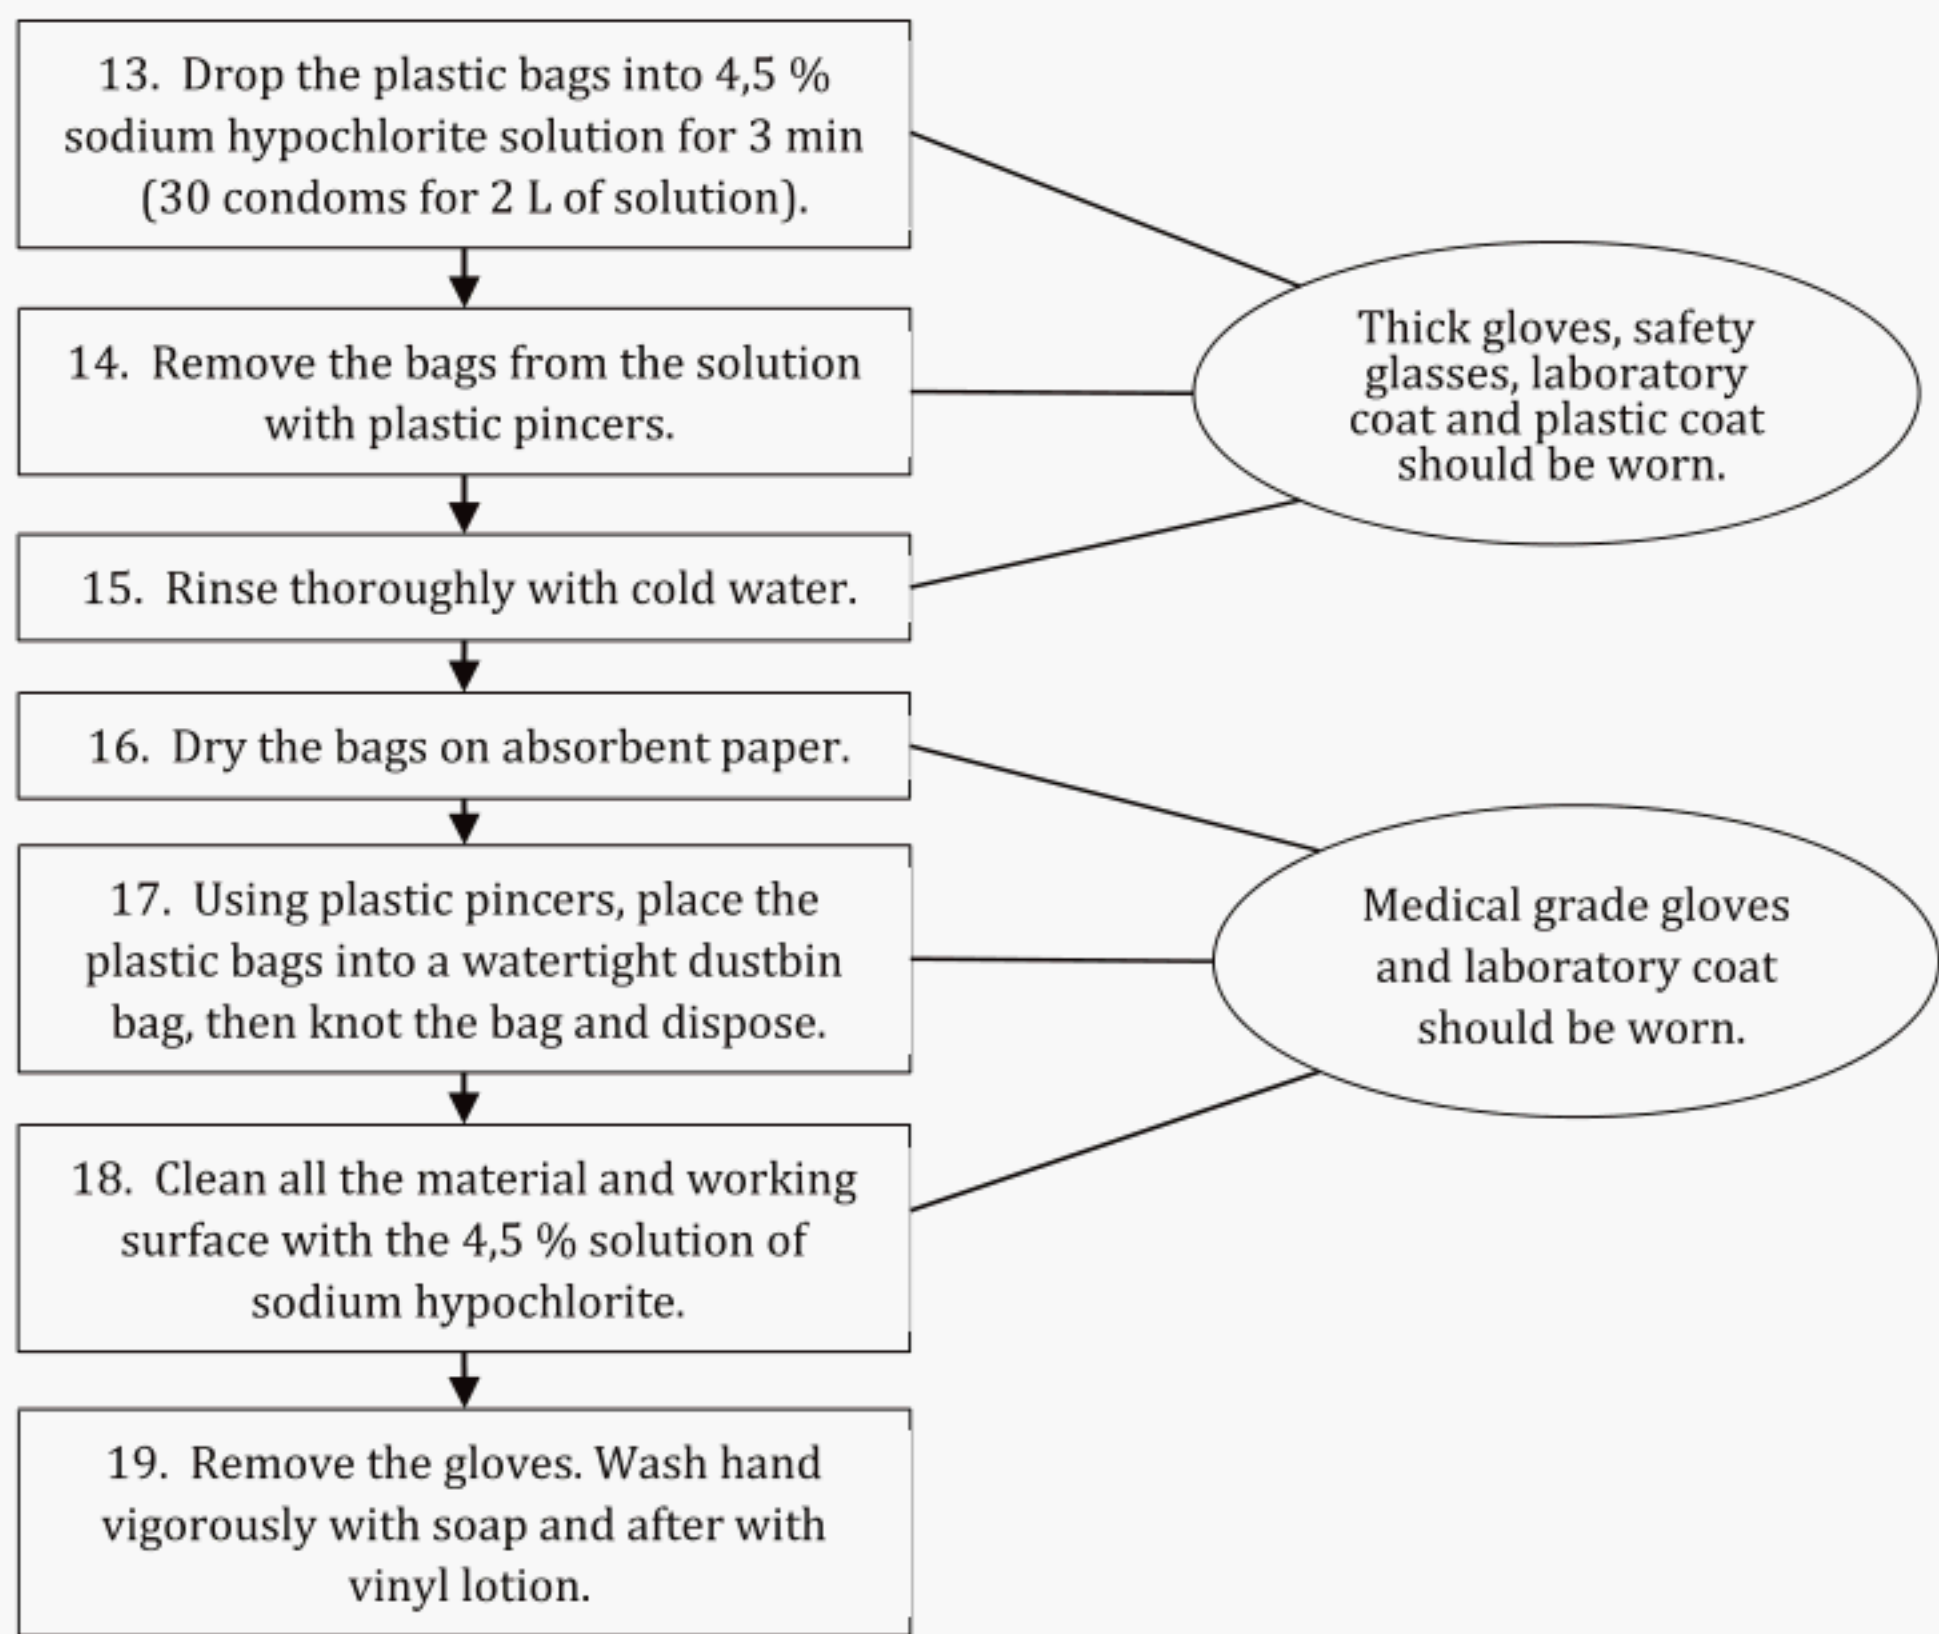 13. Drop the plastic bags into 4,5 %
sodium hypochlorite solution for 3 min
(30 condoms for 2 L of solution).
14. Remove the bags from the solution
with plastic pincers.
15. Rinse thoroughly with cold water.
Thick gloves, safety
glasses, laboratory
coat and plastic coat
should be worn.
16. Dry the bags on absorbent paper.
17. Using plastic pincers, place the
plastic bags into a watertight dustbin
bag, then knot the bag and dispose.
18. Clean all the material and working
surface with the 4,5 % solution of
sodium hypochlorite.
Medical grade gloves
and laboratory coat
should be worn.
19. Remove the gloves. Wash hand
vigorously with soap and after with
vinyl lotion.